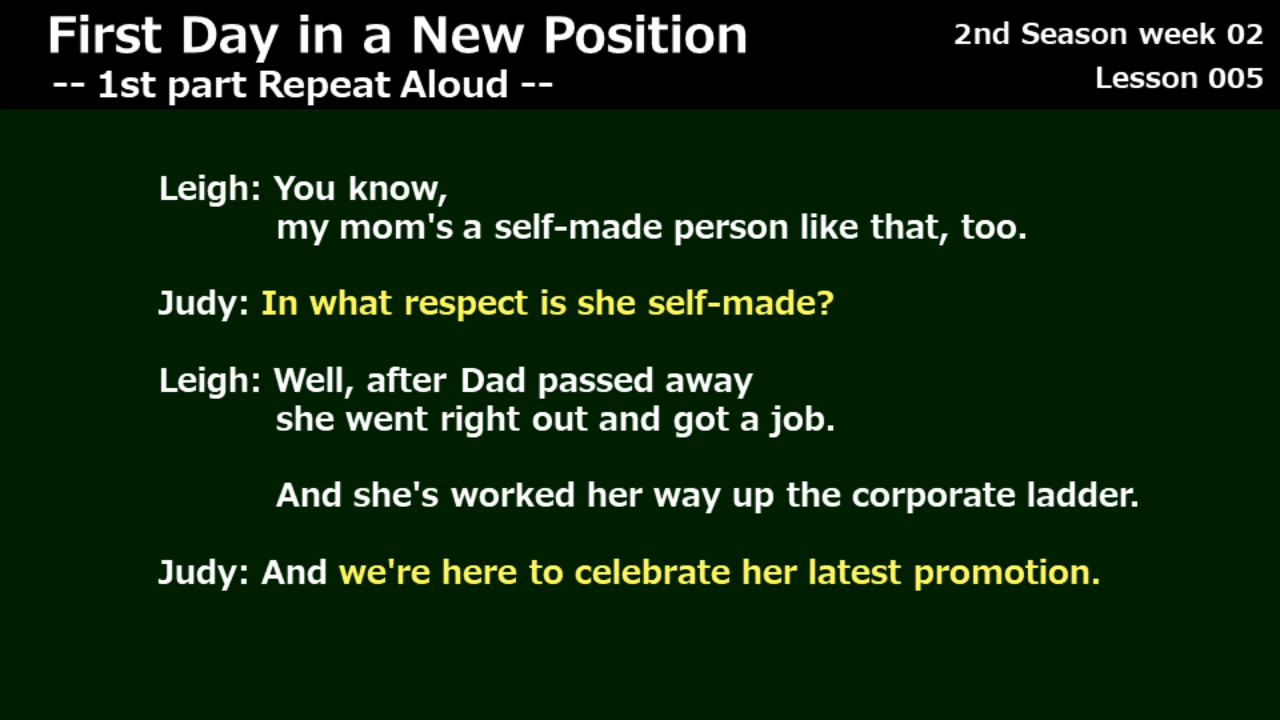 First Day in a New Position
2nd Season week 02
-- 1st part Repeat Aloud --
Lesson 005
Leigh: You know,
my mom's a self-made person like that, too.
Judy: In what respect is she self-made?
Leigh: Well, after Dad passed away
she went right out and got a job.
And she's worked her way up the corporate ladder.
Judy: And we're here to celebrate her latest promotion.